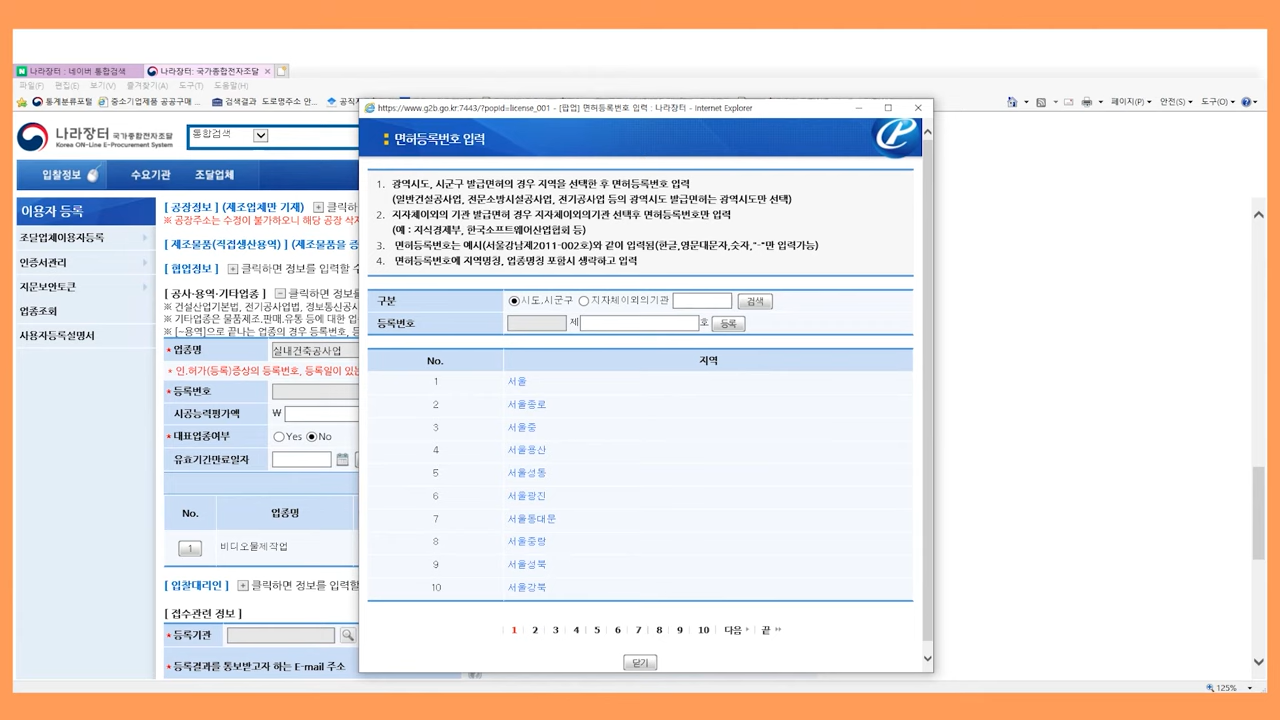 나라장터 : 네이버 통합검색
나라장터: 국가종합전자조달
파일(F) 편집(E) 보기(V) 즐겨찾기(A) 도구(T) 도움말(H)
통계분류포털 중소기업제품 공공구매 ... 검색결과 도로명주소 안... 공직
페이지(P) 안전(S) 도구(O)
나라장터 국가종합전자조달
Korea ON-Line E-Procurement System
통합검색
입찰정보 수요기관 조달업체
이용자 등록
조달업체이용자등록
인증서관리
지문보안토큰
업종조회
사용자등록설명서
[ 공장정보 ] (제조업체만 기재) 클릭하
※ 공장주소는 수정이 불가하오니 해당 공장 삭
[ 제조물품(직접생산용역) ] (제조물품을 증
[ 협업정보 ] 클릭하면 정보를 입력할 수
[ 공사·용역·기타업종 ] 클릭하면 정보
※ 건설산업기본법, 전기공사업법, 정보통신공사
※ 기타업종은 물품제조,판매,유통 등에 대한 업
※ [~용역]으로 끝나는 업종의 경우 등록번호, 등
* 업종명 실내건축공사업
* 인.허가(등록)증상의 등록번호, 등록일이 있는
* 등록번호
시공능력평가액 ₩
* 대표업종여부 Yes No
유효기간만료일자
No. 업종명
1 비디오물제작업
[ 입찰대리인 ] 클릭하면 정보를 입력할
[ 접수관련 정보 ]
* 등록기관
* 등록결과를 통보받고자 하는 E-mail 주소
https://www.g2b.go.kr:7443/?popId=license_001 - [팝업] 면허등록번호 입력 : 나라장터 - Internet Explorer
면허등록번호 입력
1. 광역시도, 시군구 발급면허의 경우 지역을 선택한 후 면허등록번호 입력
(일반건설공사업, 전문소방시설공사업, 전기공사업 등의 광역시도 발급면허는 광역시도만 선택)
2. 지자체이외의 기관 발급면허 경우 지자체이외의기관 선택후 면허등록번호만 입력
(예 : 지식경제부, 한국소프트웨어산업협회 등)
3. 면허등록번호는 예시(서울강남제2011-002호)와 같이 입력됨(한글,영문대문자,숫자,"-"만 입력가능)
4. 면허등록번호에 지역명칭, 업종명칭 포함시 생략하고 입력
구분 시도,시군구 지자체이외의기관 검색
등록번호 제 호 등록
No. 지역
1 서울
2 서울종로
3 서울중
4 서울용산
5 서울성동
6 서울광진
7 서울동대문
8 서울중랑
9 서울성북
10 서울강북
1 2 3 4 5 6 7 8 9 10 다음 끝
닫기
125%